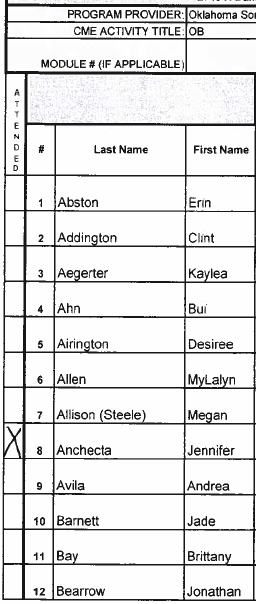 PROGRAM PROVIDER: Oklahoma
CME ACTIVITY TITLE: OB
MODULE # (IF APPLICABLE)
ATTENDED
# Last Name First Name
1 Abston Erin
2 Addington Clint
3 Aegerter Kaylea
4 Ahn Bui
5 Airington Desiree
6 Allen MyLalyn
7 Allison (Steele) Megan
X 8 Anchecta Jennifer
9 Avila Andrea
10 Barnett Jade
11 Bay Brittany
12 Bearrow Jonathan